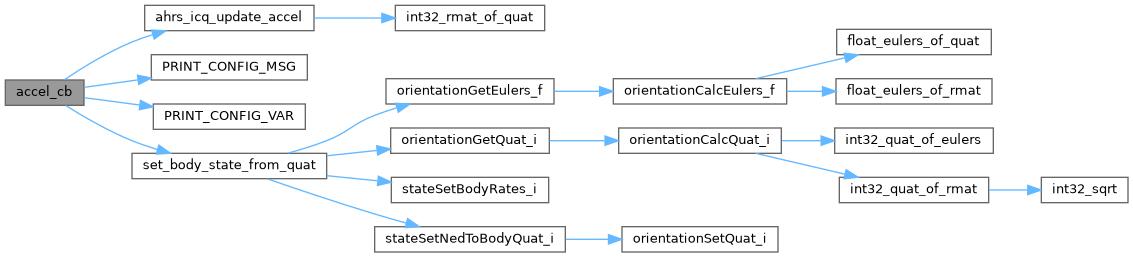 accel_cb
ahrs_icq_update_accel
int32_rmat_of_quat
PRINT_CONFIG_MSG
PRINT_CONFIG_VAR
set_body_state_from_quat
orientationGetEulers_f
orientationCalcEulers_f
float_eulers_of_quat
float_eulers_of_rmat
orientationGetQuat_i
orientationCalcQuat_i
int32_quat_of_eulers
int32_quat_of_rmat
int32_sqrt
stateSetBodyRates_i
stateSetNedToBodyQuat_i
orientationSetQuat_i